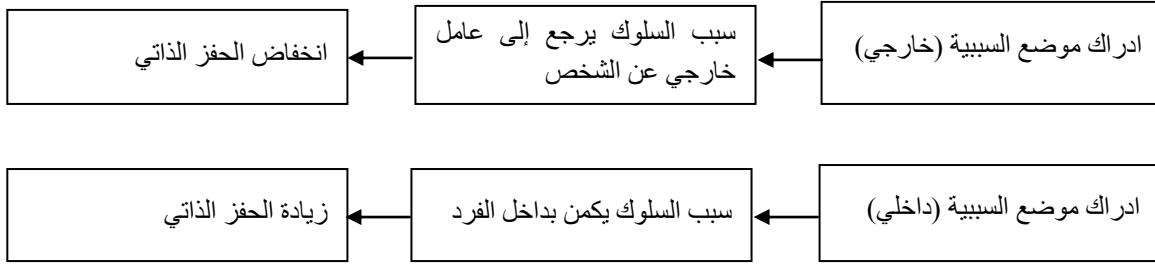 ادراك موضع السببية (خارجي)
سبب السلوك يرجع إلى عامل
خارجي عن الشخص
انخفاض الحفز الذاتي
ادراك موضع السببية (داخلي)
سبب السلوك يكمن بداخل الفرد
زيادة الحفز الذاتي